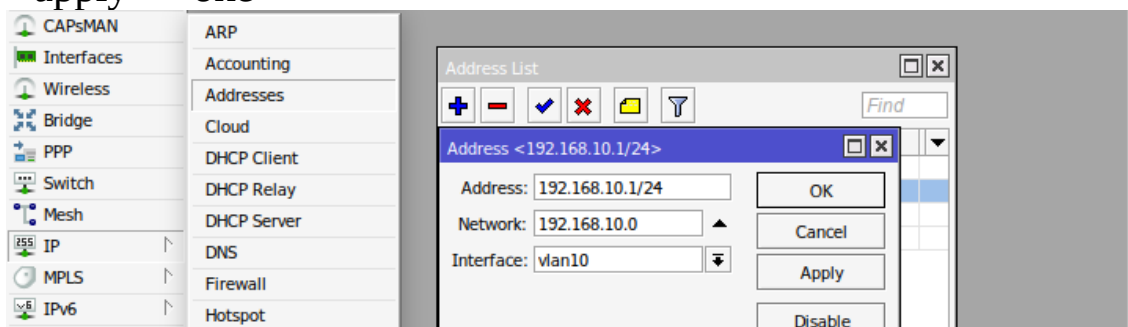 CAPsMAN
Interfaces
Wireless
Bridge
PPP
Switch
Mesh
IP
MPLS
IPv6
ARP
Accounting
Addresses
Cloud
DHCP Client
DHCP Relay
DHCP Server
DNS
Firewall
Hotspot
Address List
Find
Address <192.168.10.1/24>
Address: 192.168.10.1/24
Network: 192.168.10.0
Interface: vlan10
OK
Cancel
Apply
Disable